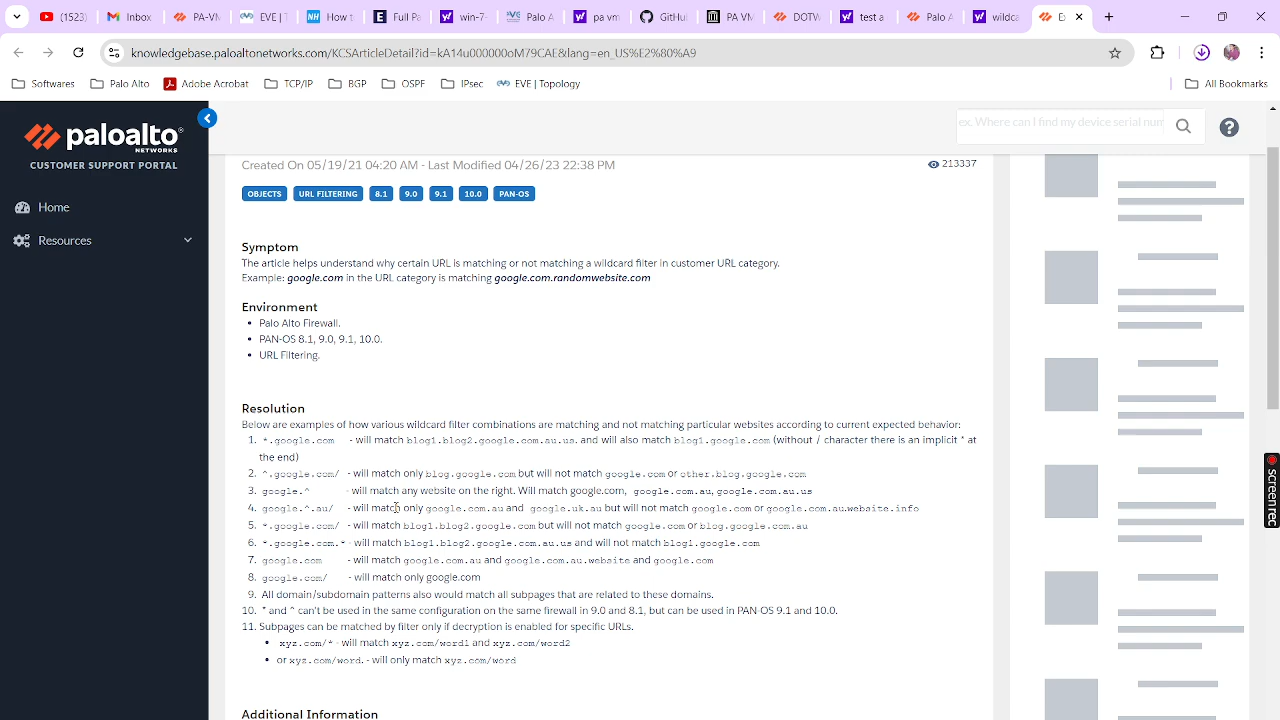 (1523)
Inbox
PA-VM
EVE |
How t
Full Pa
win-
Palo A
pa vm
GitHub
PA VM
DOTW
test a
Palo A
wildca
knowledgebase.paloaltonetworks.com/KCSArticleDetail?id=kA14u000000oM79CAE&lang=en_US%E2%80%A9
Softwares
Palo Alto
Adobe Acrobat
TCP/IP
BGP
OSPF
IPsec
EVE | Topology
All Bookmarks
paloalto
NETWORKS
CUSTOMER SUPPORT PORTAL
Home
Resources
ex. Where can I find my device serial num
Created On 05/19/21 04:20 AM - Last Modified 04/26/23 22:38 PM
213337
OBJECTS URL FILTERING 8.1 9.0 9.1 10.0 PAN-OS
Symptom
The article helps understand why certain URL is matching or not matching a wildcard filter in customer URL category.
Example: google.com in the URL category is matching google.com.randomwebsite.com
Environment
• Palo Alto Firewall.
• PAN-OS 8.1, 9.0, 9.1, 10.0.
• URL Filtering.
Resolution
Below are examples of how various wildcard filter combinations are matching and not matching particular websites according to current expected behavior:
1. *.google.com - will match blog1.blog2.google.com.au.us and will also match blog1.google.com (without / character there is an implicit * at
the end)
2. ^.google.com/ - will match only blog.google.com but will not match google.com or other.blog.google.com
3. google.^ - will match any website on the right. Will match google.com, google.com.au, google.com.au.us
4. google.^.au/ - will match only google.com.au and google.uk.au but will not match google.com or google.com.au.website.info
5. *.google.com/ - will match blog1.blog2.google.com but will not match google.com or blog.google.com.au
6. *.google.com.* - will match blog1.blog2.google.com.au.us and will not match blog1.google.com
7. google.com - will match google.com.au and google.com.au.website and google.com
8. google.com/ - will match only google.com
9. All domain/subdomain patterns also would match all subpages that are related to these domains.
10. * and ^ can't be used in the same configuration on the same firewall in 9.0 and 8.1, but can be used in PAN-OS 9.1 and 10.0.
11. Subpages can be matched by filter only if decryption is enabled for specific URLs.
• xyz.com/* - will match xyz.com/word1 and xyz.com/word2
• or xyz.com/word. - will only match xyz.com/word
Additional Information
screen rec